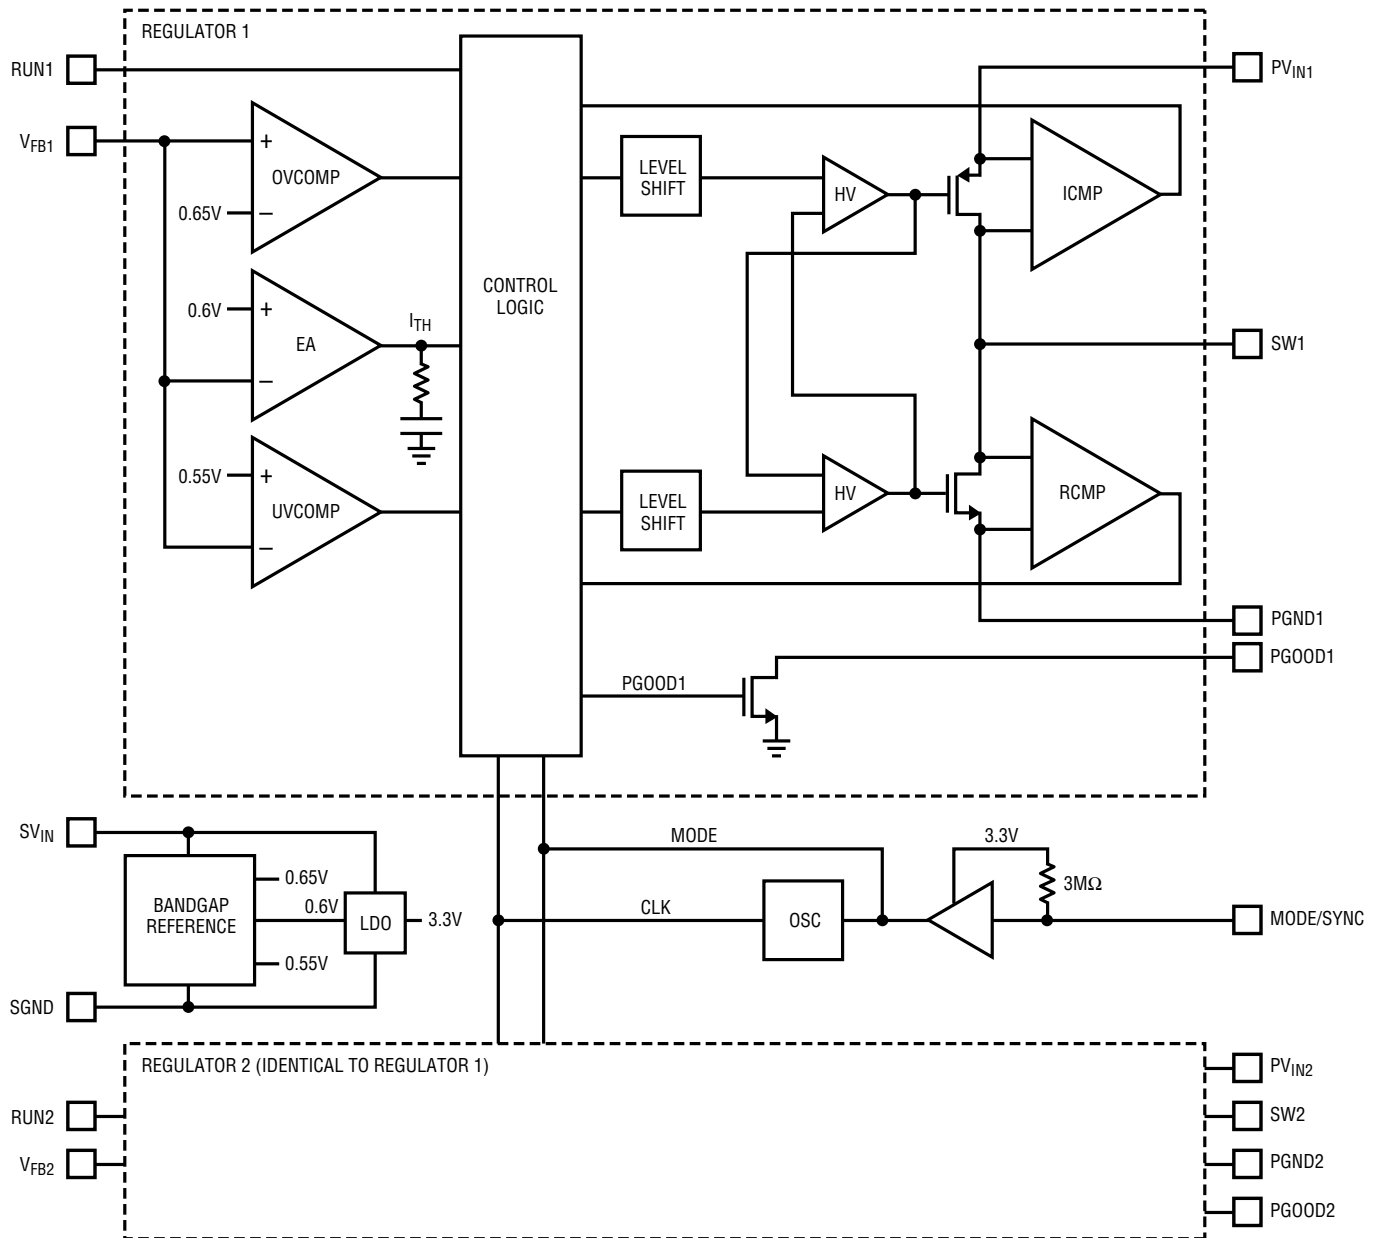 REGULATOR 1
RUN1
PVIN1
VFB1
+
OVCOMP
0.65V
–
LEVEL
SHIFT
HV
ICMP
CONTROL
LOGIC
0.6V
+
EA
–
ITH
SW1
0.55V
+
UVCOMP
–
LEVEL
SHIFT
HV
RCMP
PGND1
PGOOD1
PGOOD1
SVIN
BANDGAP
REFERENCE
0.65V
0.6V
0.55V
LDO
3.3V
SGND
MODE
CLK
OSC
3.3V
3MΩ
MODE/SYNC
REGULATOR 2 (IDENTICAL TO REGULATOR 1)
RUN2
VFB2
PVIN2
SW2
PGND2
PGOOD2